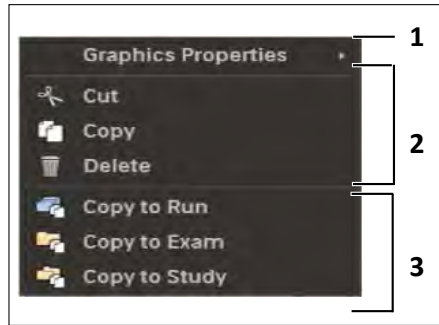 1
Graphics Properties
Cut
Copy
2
Delete
Copy to Run
Copy to Exam
3
Copy to Study